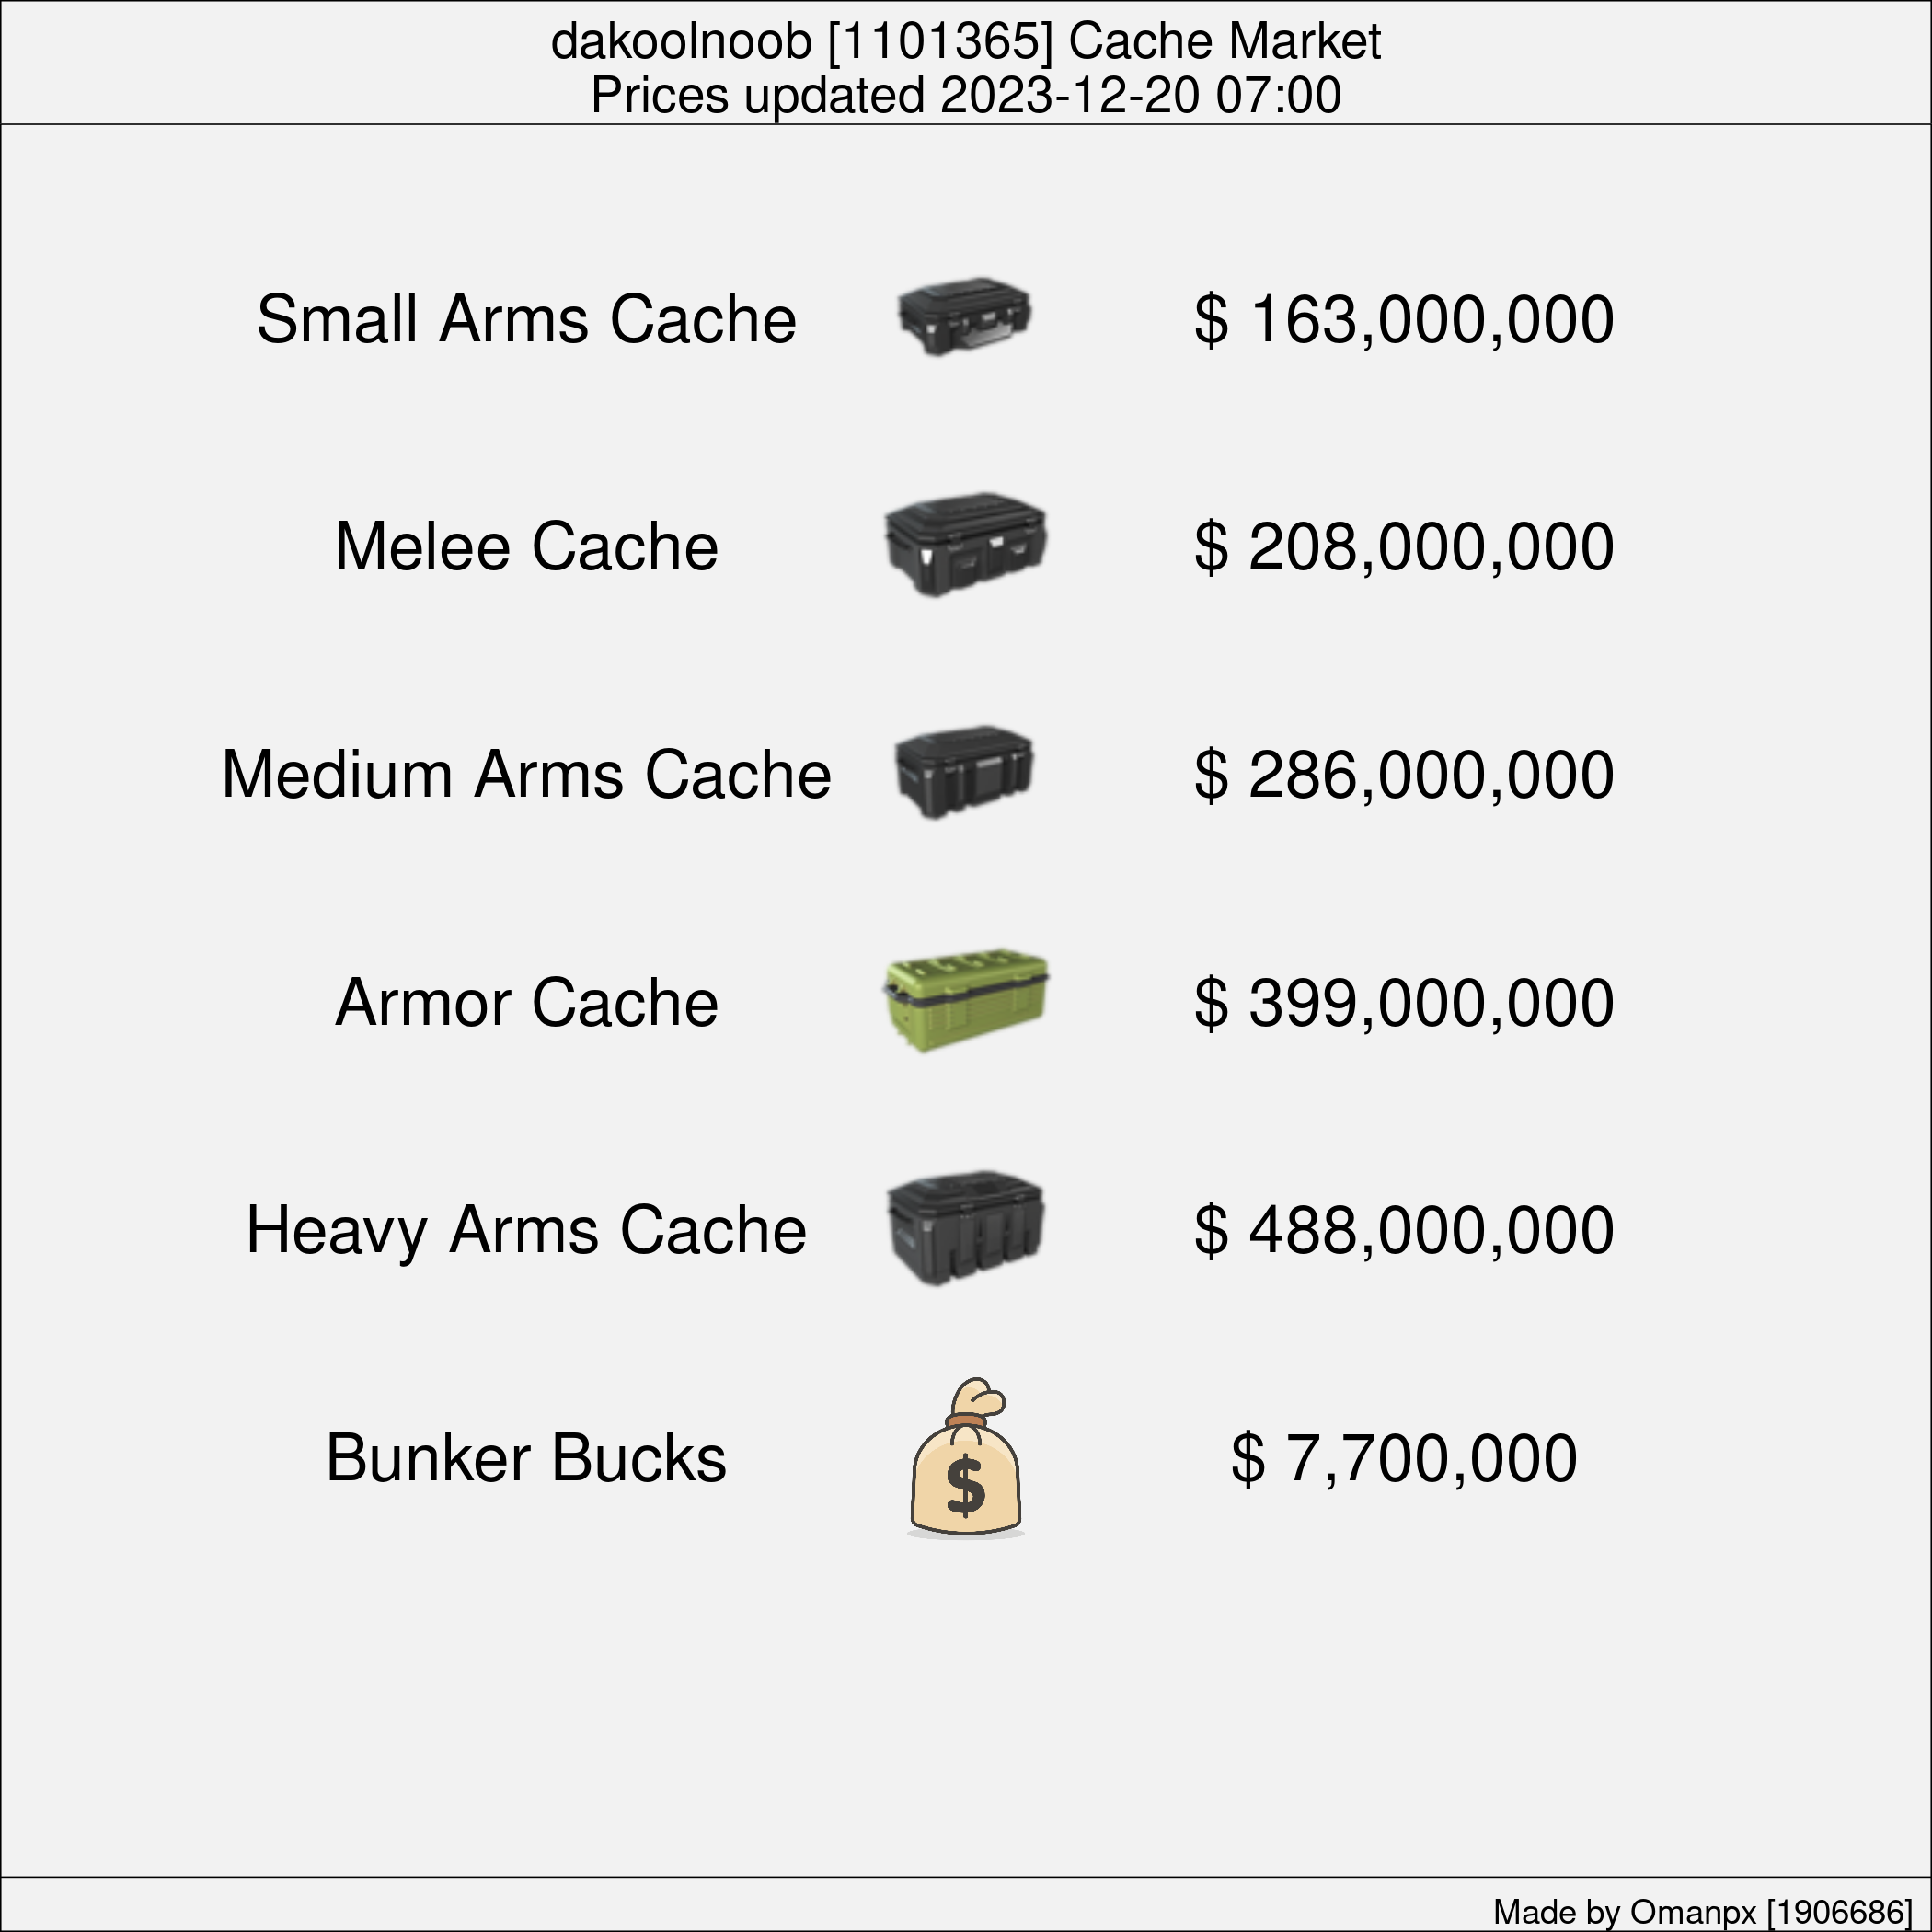 dakoolnoob [1101365] Cache Market
Prices updated 2023-12-20 07:00
Small Arms Cache $ 163,000,000
Melee Cache $ 208,000,000
Medium Arms Cache $ 286,000,000
Armor Cache $ 399,000,000
Heavy Arms Cache $ 488,000,000
Bunker Bucks $ $ 7,700,000
Made by Omanpx [1906686]